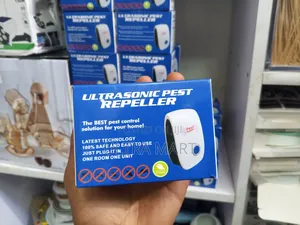 ULTRASONIC PEST
REPELLER
The BEST pest control
solution for your home!
LATEST TECHNOLOGY
100% SAFE AND EASY TO USE
JUST PLUG IT IN
ONE ROOM ONE UNIT